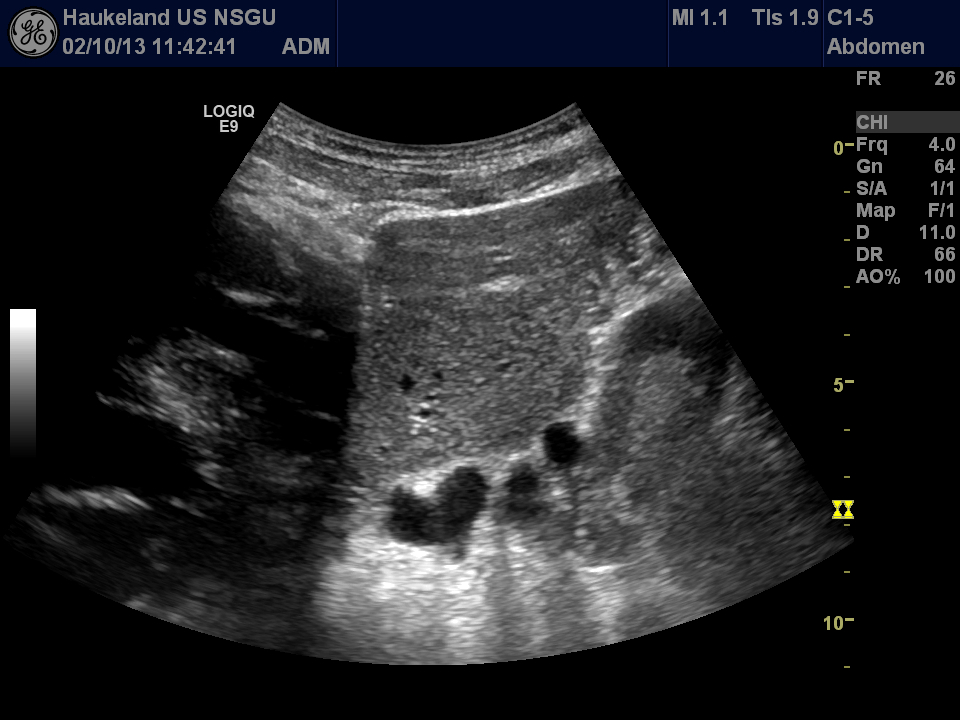 GE
Haukeland US NSGU
MI 1.1 TIs 1.9
C1-5
02/10/13 11:42:41 ADM
Abdomen
FR 26
LOGIQ
E9
CHI
Frq 4.0
Gn 64
S/A 1/1
Map F/1
D 11.0
DR 66
AO% 100
0
5
10